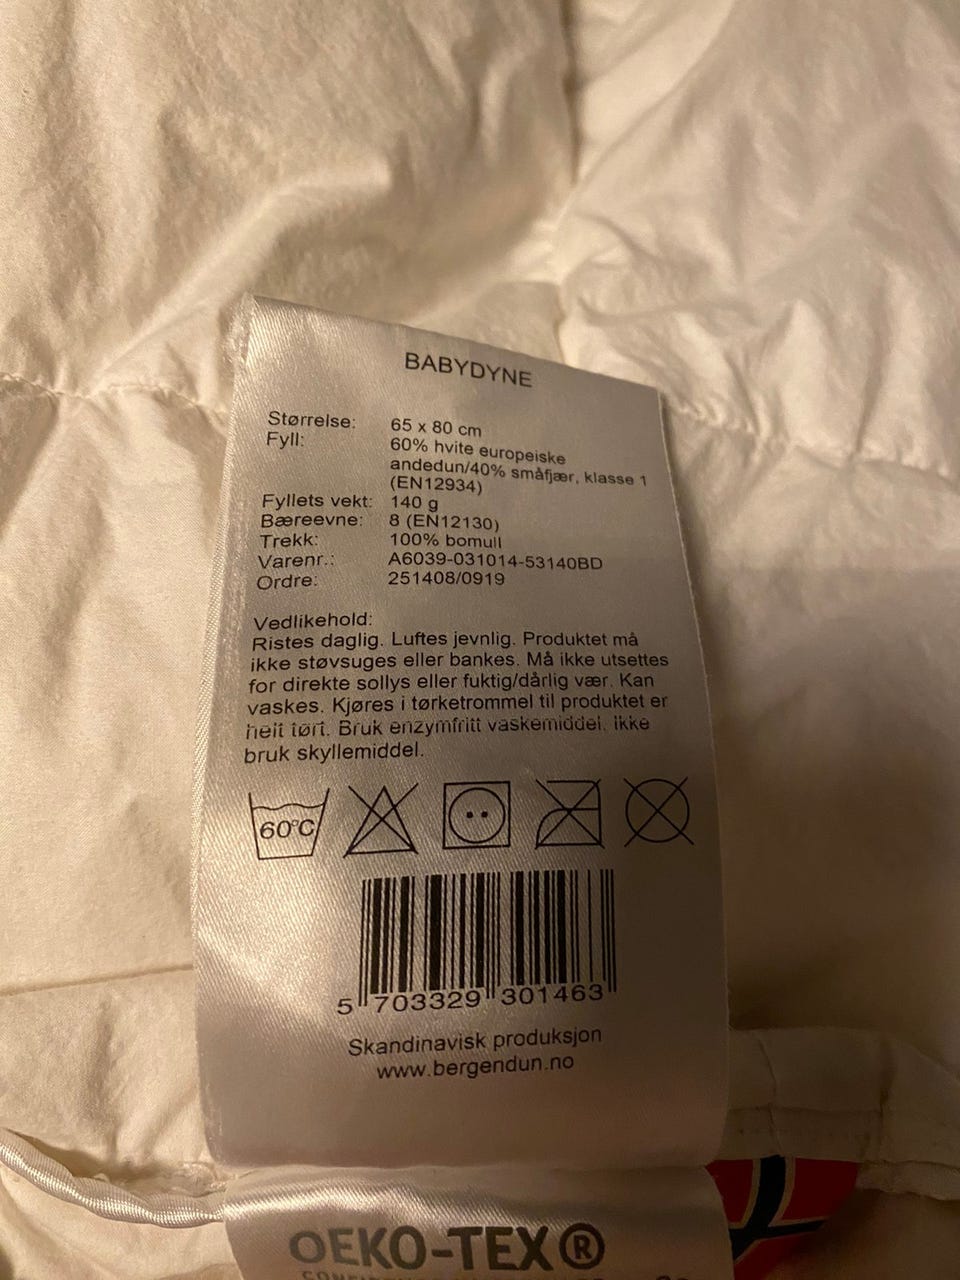 BABYDYNE
Størrelse: 65 x 80 cm
Fyll: 60% hvite europeiske
andedun/40% småfjær, klasse 1
(EN12934)
Fyllets vekt: 140 g
Bæreevne: 8 (EN12130)
Trekk: 100% bomull
Varenr.: A6039-031014-53140BD
Ordre: 251408/0919
Vedlikehold:
Ristes daglig. Luftes jevnlig. Produktet må
ikke støvsuges eller bankes. Må ikke utsettes
for direkte sollys eller fuktig/dårlig vær. Kan
vaskes. Kjøres i tørketrommel til produktet er
helt tørt. Bruk enzymfritt vaskemiddel. Ikke
bruk skyllemiddel.
60°C
5 703329 301463
Skandinavisk produksjon
www.bergendun.no
OEKO-TEX®